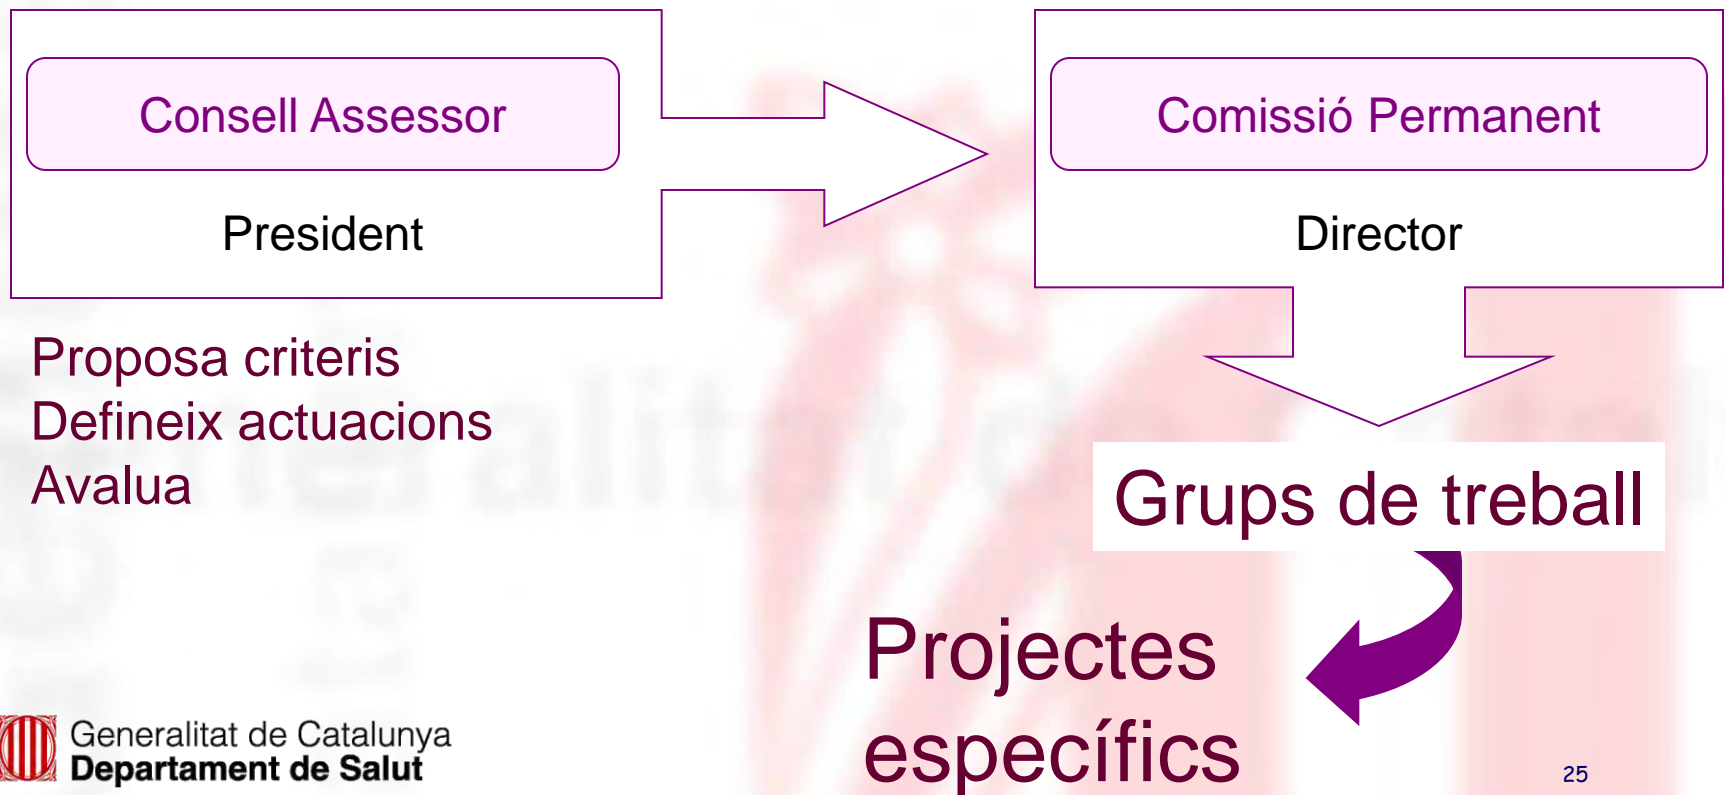 Consell Assessor
President
Comissió Permanent
Director
Proposa criteris
Defineix actuacions
Avalua
Grups de treball
Projectes
específics
Generalitat de Catalunya
Departament de Salut
25